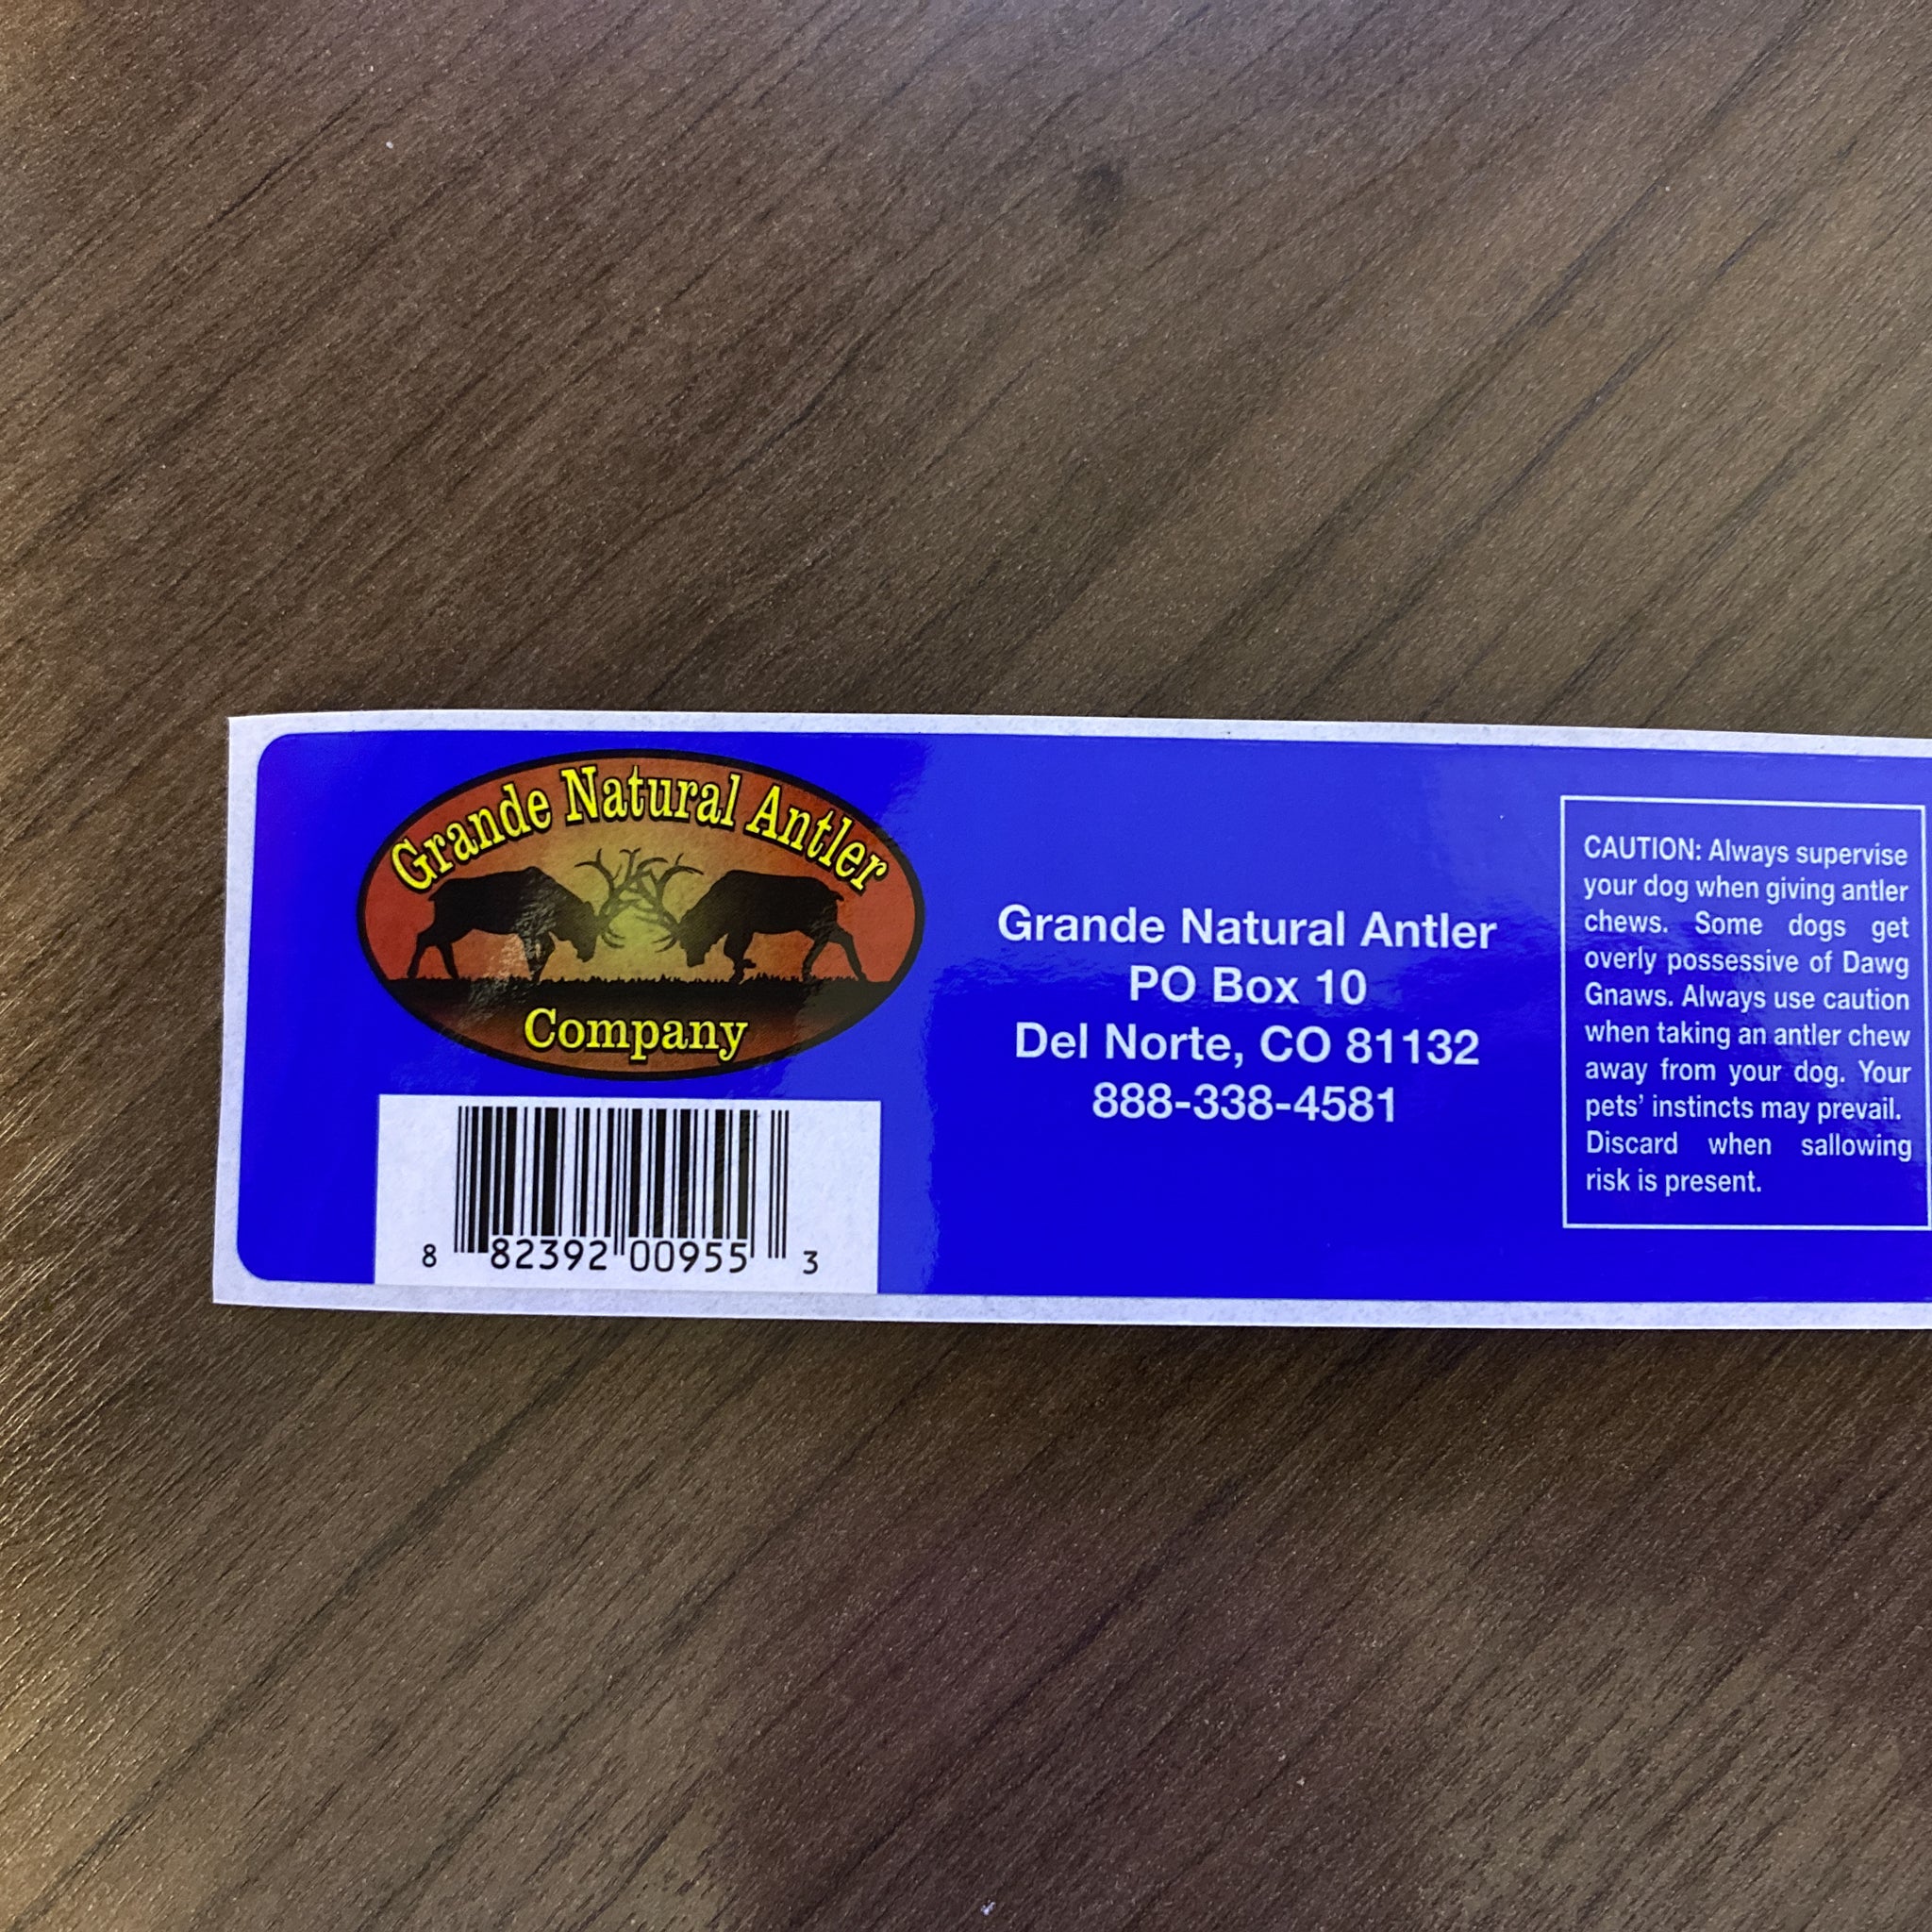 Grande Natural Antler
Company
8 82392 00955 3
Grande Natural Antler
PO Box 10
Del Norte, CO 81132
888-338-4581
CAUTION: Always supervise
your dog when giving antler
chews. Some dogs get
overly possessive of Dawg
Gnaws. Always use caution
when taking an antler chew
away from your dog. Your
pets’ instincts may prevail.
Discard when sallowing
risk is present.